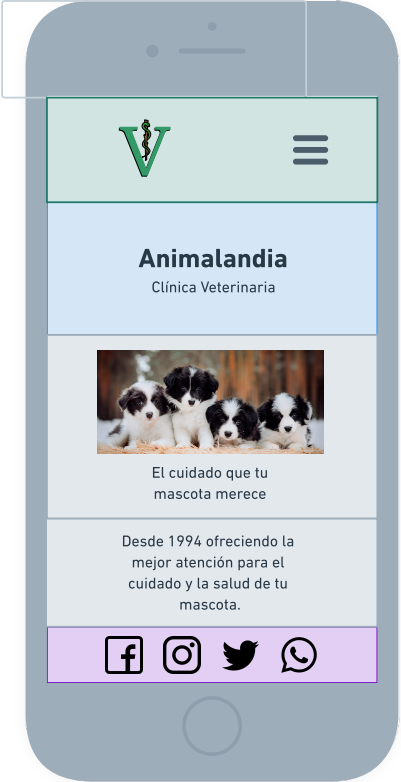 V
Animalandia
Clínica Veterinaria
El cuidado que tu
mascota merece
Desde 1994 ofreciendo la
mejor atención para el
cuidado y la salud de tu
mascota.